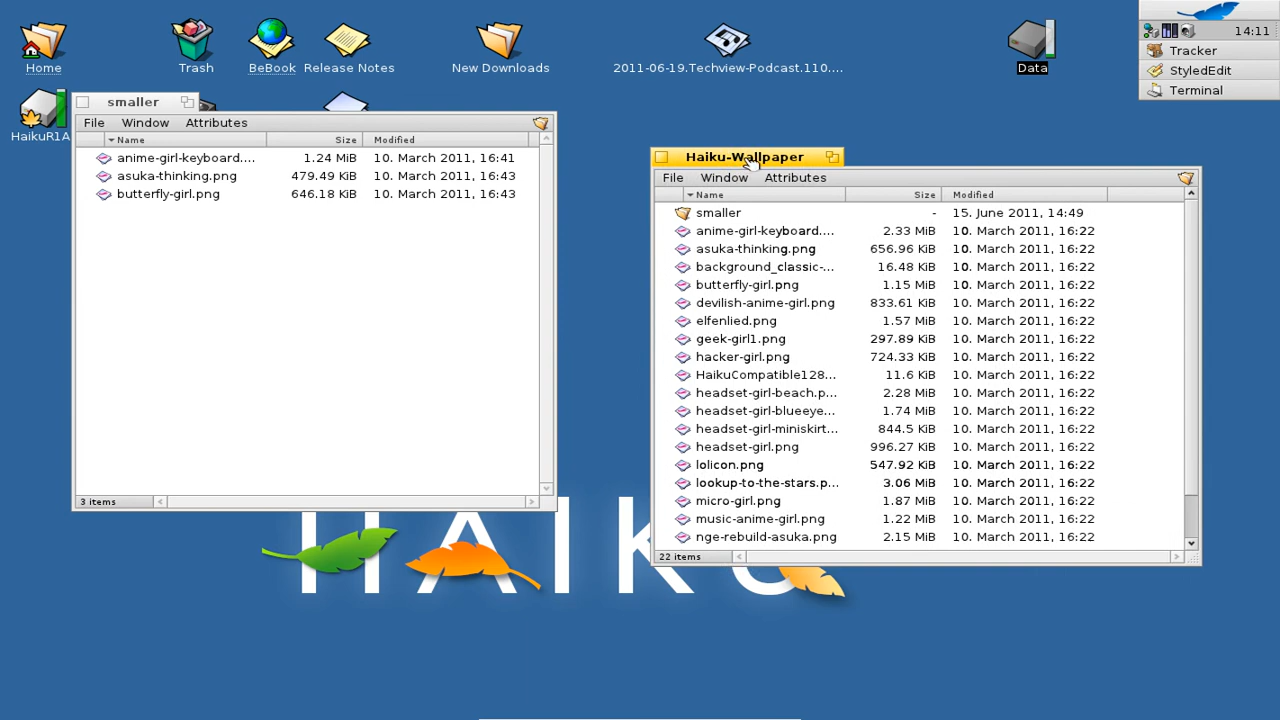 Home
Trash
BeBook
Release Notes
New Downloads
2011-06-19.Techview-Podcast.110....
Data
14:11
Tracker
StyledEdit
Terminal
HaikuR1A
smaller
File Window Attributes
Name Size Modified
anime-girl-keyboard.... 1.24 MiB 10. March 2011, 16:41
asuka-thinking.png 479.49 KiB 10. March 2011, 16:43
butterfly-girl.png 646.18 KiB 10. March 2011, 16:43
3 items
Haiku-Wallpaper
File Window Attributes
Name Size Modified
smaller - 15. June 2011, 14:49
anime-girl-keyboard.... 2.33 MiB 10. March 2011, 16:22
asuka-thinking.png 656.96 KiB 10. March 2011, 16:22
background_classic-... 16.48 KiB 10. March 2011, 16:22
butterfly-girl.png 1.15 MiB 10. March 2011, 16:22
devilish-anime-girl.png 833.61 KiB 10. March 2011, 16:22
elfenlied.png 1.57 MiB 10. March 2011, 16:22
geek-girl1.png 297.89 KiB 10. March 2011, 16:22
hacker-girl.png 724.33 KiB 10. March 2011, 16:22
HaikuCompatible128... 11.6 KiB 10. March 2011, 16:22
headset-girl-beach.p... 2.28 MiB 10. March 2011, 16:22
headset-girl-blueeye... 1.74 MiB 10. March 2011, 16:22
headset-girl-miniskirt... 844.5 KiB 10. March 2011, 16:22
headset-girl.png 996.27 KiB 10. March 2011, 16:22
lolicon.png 547.92 KiB 10. March 2011, 16:22
lookup-to-the-stars.p... 3.06 MiB 10. March 2011, 16:22
micro-girl.png 1.87 MiB 10. March 2011, 16:22
music-anime-girl.png 1.22 MiB 10. March 2011, 16:22
nge-rebuild-asuka.png 2.15 MiB 10. March 2011, 16:22
22 items
HAIKU